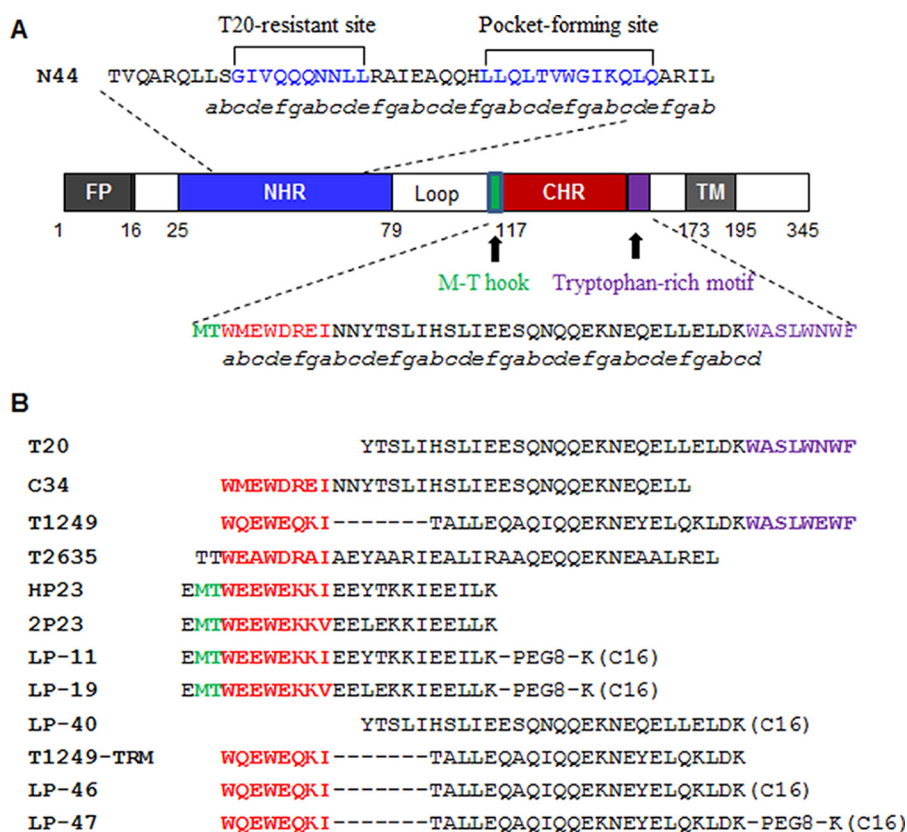 A
T20-resistant site Pocket-forming site
N44 TVQARQLLSGIVQQQNNLLRAIEAQQHLLQLTVWGIKQLQARIL
abcdefgabcdefgabcdefgabcdefgabcdefgab
FP NHR Loop CHR TM
1 16 25 79 117 173 195 345
M-T hook Tryptophan-rich motif
MTWMEWDREINNYTSLIHSLIEESQNQQEKNEQELLELDKWASLWNWF
abcdefgabcdefgabcdefgabcdefgabcdefgabcd
B
T20 YTSLIHSLIEESQNQQEKNEQELLELDKWASLWNWF
C34 WMEWDREINNYTSLIHSLIEESQNQQEKNEQELL
T1249 WQEWEQKI-------TALLEQAQIQQEKNEYELQKLDKWASLWEWF
T2635 TTWEAWDRAIAEYAARIEALIRAAQEQQEKNEAALREL
HP23 EMTWEEWEKKIEEYTKKIEEILK
2P23 EMTWEEWEKKVEELEKKIEELLK
LP-11 EMTWEEWEKKIEEYTKKIEEILK-PEG8-K(C16)
LP-19 EMTWEEWEKKVEELEKKIEELLK-PEG8-K(C16)
LP-40 YTSLIHSLIEESQNQQEKNEQELLELDK(C16)
T1249-TRM WQEWEQKI-------TALLEQAQIQQEKNEYELQKLDK
LP-46 WQEWEQKI-------TALLEQAQIQQEKNEYELQKLDK(C16)
LP-47 WQEWEQKI-------TALLEQAQIQQEKNEYELQKLDK-PEG8-K(C16)